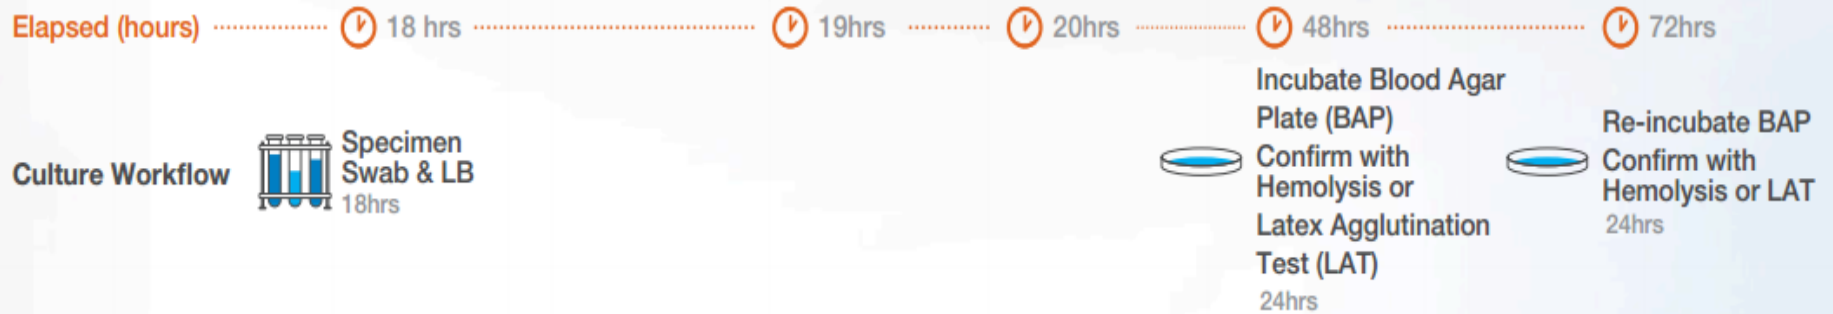 Elapsed (hours)
18 hrs
19hrs
20hrs
48hrs
72hrs
Culture Workflow
Specimen
Swab & LB
18hrs
Incubate Blood Agar
Plate (BAP)
Confirm with
Hemolysis or
Latex Agglutination
Test (LAT)
24hrs
Re-incubate BAP
Confirm with
Hemolysis or LAT
24hrs